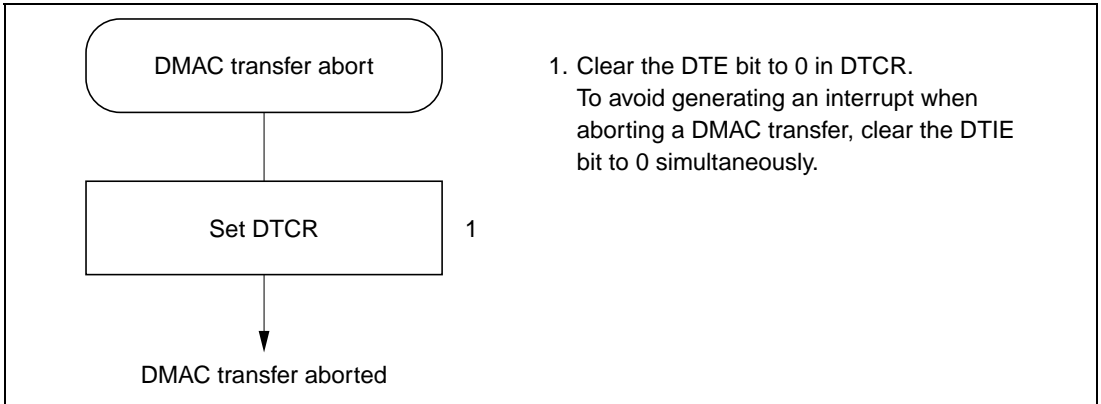 DMAC transfer abort
1. Clear the DTE bit to 0 in DTCR.
To avoid generating an interrupt when
aborting a DMAC transfer, clear the DTIE
bit to 0 simultaneously.
Set DTCR 1
DMAC transfer aborted